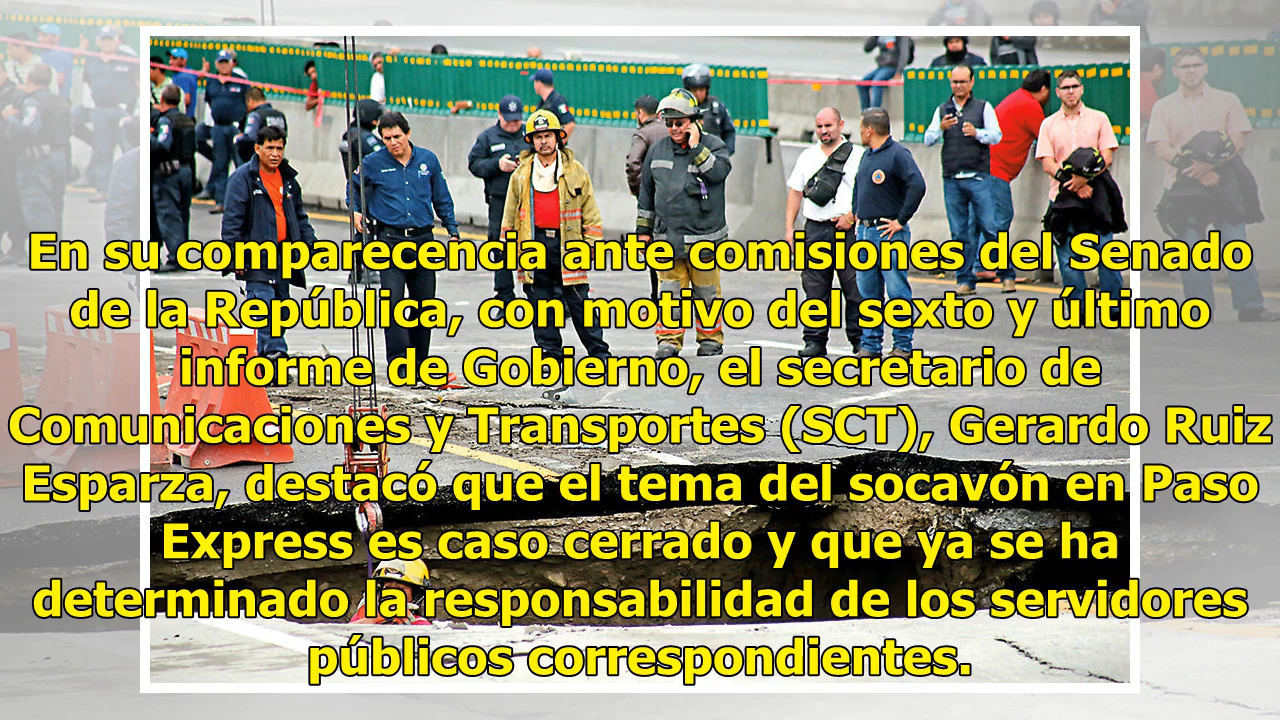 En su comparecencia ante comisiones del Senado
de la República, con motivo del sexto y último
informe de Gobierno, el secretario de
Comunicaciones y Transportes (SCT), Gerardo Ruiz
Esparza, destacó que el tema del socavón en Paso
Express es caso cerrado y que ya se ha
determinado la responsabilidad de los servidores
públicos correspondientes.